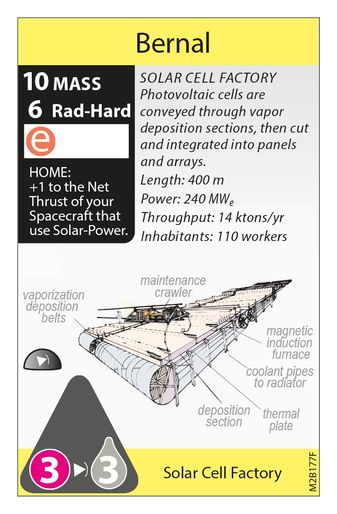 Bernal
10 MASS
6 Rad-Hard
e
HOME:
+1 to the Net
Thrust of your
Spacecraft that
use Solar-Power.
SOLAR CELL FACTORY
Photovoltaic cells are
conveyed through vapor
deposition sections, then cut
and integrated into panels
and arrays.
Length: 400 m
Power: 240 MWe
Throughput: 14 ktons/yr
Inhabitants: 110 workers
maintenance
crawler
vaporization
deposition
belts
magnetic
induction
furnace
coolant pipes
to radiator
deposition
section
thermal
plate
3
3
Solar Cell Factory
M2B177F